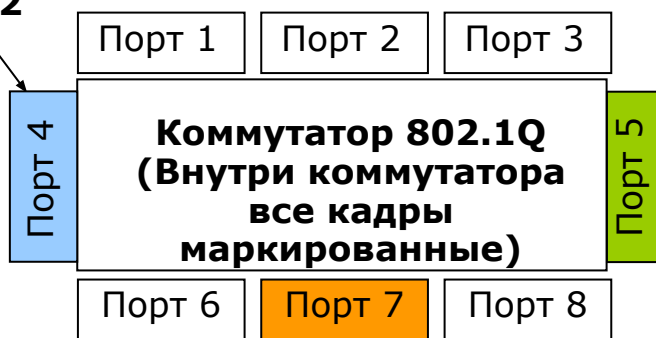 2
Порт 1
Порт 2
Порт 3
Порт 4
Коммутатор 802.1Q
(Внутри коммутатора
все кадры
маркированные)
Порт 5
Порт 6
Порт 7
Порт 8